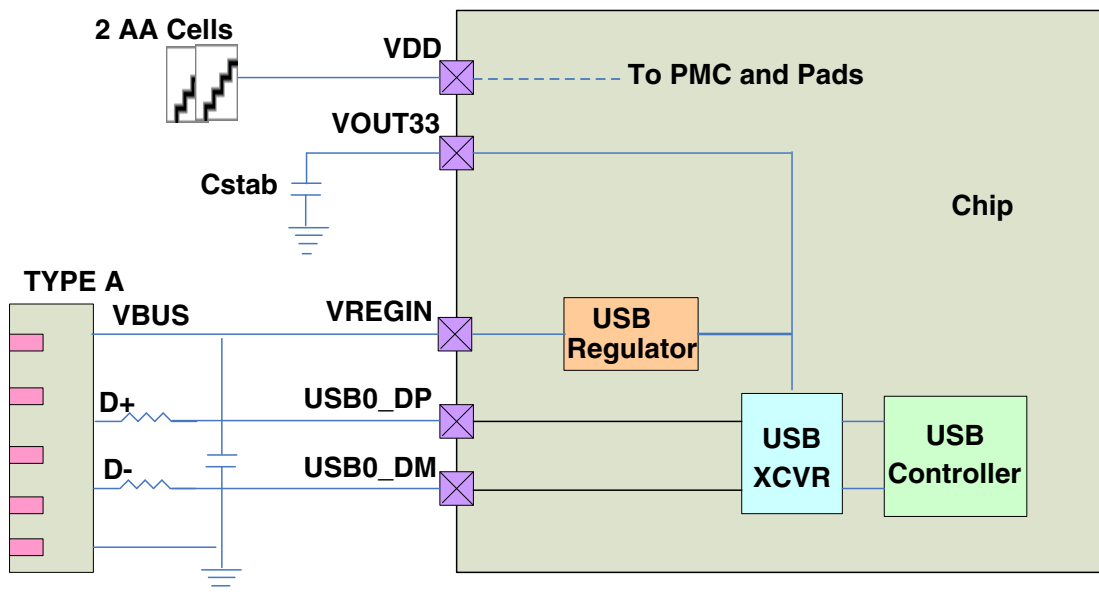 2 AA Cells
VDD
To PMC and Pads
VOUT33
Cstab
Chip
TYPE A
VBUS
VREGIN
USB
Regulator
D+
USB0_DP
D-
USB0_DM
USB
XCVR
USB
Controller